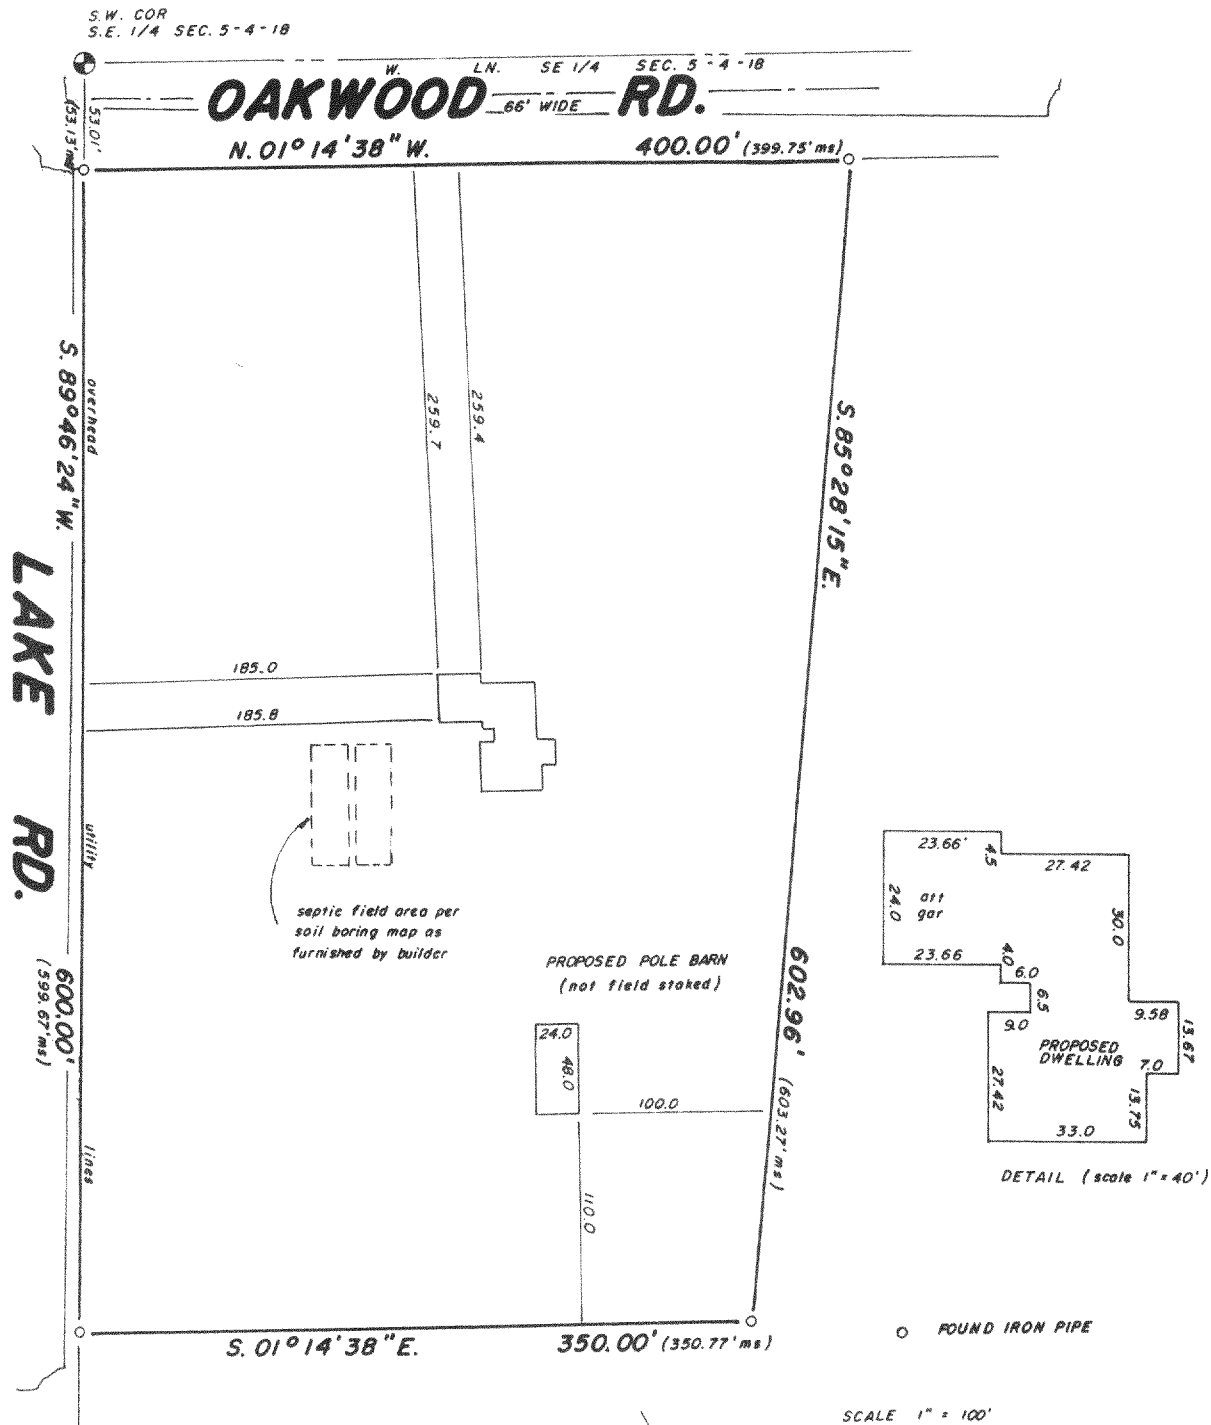 S.W. COR
S.E. 1/4 SEC. 5-4-18
W. LN. SE 1/4 SEC. 5-4-18
OAKWOOD RD.
66' WIDE
53.01'
(53.13'ms)
N. 01° 14' 38" W. 400.00' (399.75'ms)
S. 89° 46' 24" W.
overhead
259.7
259.4
S. 85° 28' 15" E.
LAKE RD.
185.0
185.8
utility
septic field area per
soil boring map as
furnished by builder
600.00'
(599.67'ms)
PROPOSED POLE BARN
(not field staked)
24.0
48.0
100.0
110.0
602.96' (603.27'ms)
lines
23.66'
4.5
27.42
24.0
att
gar
30.0
23.66
4.0
6.0
6.5
9.0
9.58
13.67
PROPOSED
DWELLING
7.0
27.42
13.75
33.0
DETAIL (scale 1" = 40')
S. 01° 14' 38" E. 350.00' (350.77'ms)
FOUND IRON PIPE
SCALE 1" = 100'